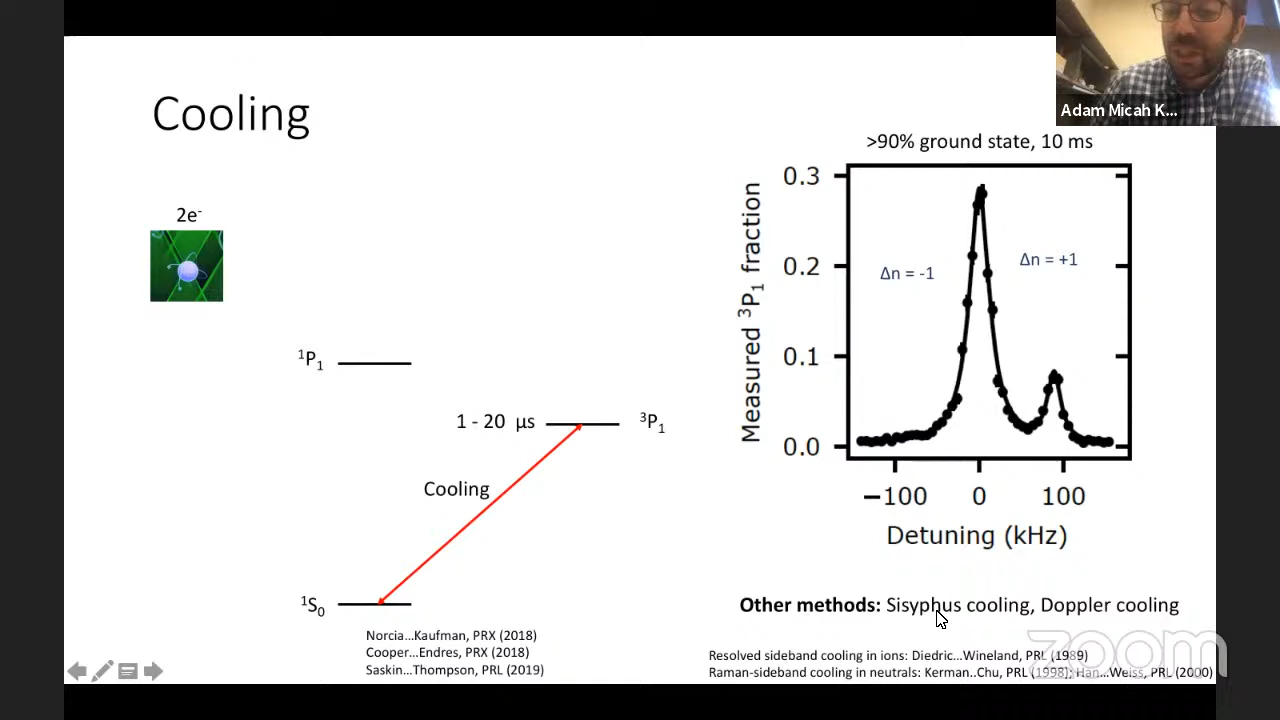 Cooling
Adam Micah K...
>90% ground state, 10 ms
2e⁻
0.3
0.2
0.1
0.0
Measured ³P₁ fraction
Δn = -1
Δn = +1
−100
0
100
Detuning (kHz)
¹P₁
1 - 20 μs
³P₁
Cooling
¹S₀
Other methods: Sisyphus cooling, Doppler cooling
Norcia...Kaufman, PRX (2018)
Cooper...Endres, PRX (2018)
Saskin...Thompson, PRL (2019)
Resolved sideband cooling in ions: Diedric...Wineland, PRL (1989)
Raman-sideband cooling in neutrals: Kerman..Chu, PRL (1998); Han...Weiss, PRL (2000)
zoom